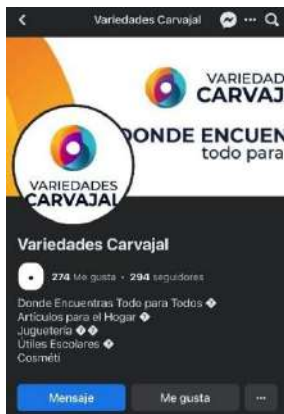 Variedades Carvajal
VARIEDAD
CARVAJ
DONDE ENCUEN
todo para
VARIEDADES
CARVAJAL
Variedades Carvajal
274 Me gusta • 294 seguidores
Donde Encuentras Todo para Todos �
Artículos para el Hogar �
Juguetería ��
Útiles Escolares �
Cosméti
Mensaje
Me gusta